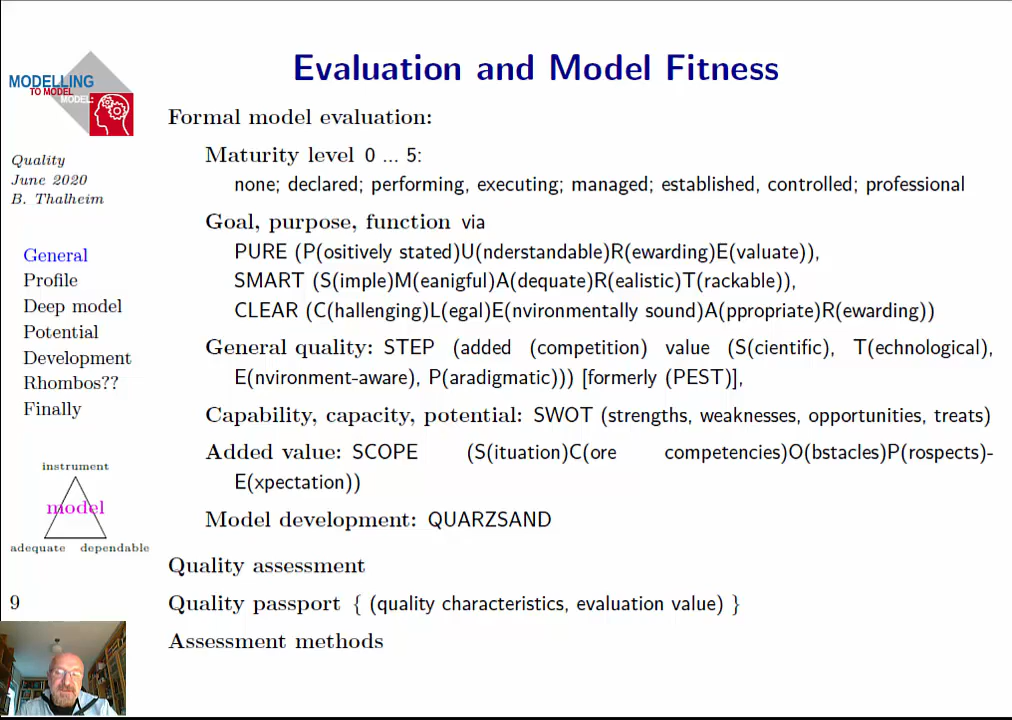 Evaluation and Model Fitness
MODELLING
TO MODEL
MODEL:
Quality
June 2020
B. Thalheim
General
Profile
Deep model
Potential
Development
Rhombos??
Finally
instrument
model
adequate dependable
9
Formal model evaluation:
Maturity level 0 ... 5:
none; declared; performing, executing; managed; established, controlled; professional
Goal, purpose, function via
PURE (P(ositively stated)U(nderstandable)R(ewarding)E(valuate)),
SMART (S(imple)M(eanigful)A(dequate)R(ealistic)T(rackable)),
CLEAR (C(hallenging)L(egal)E(nvironmentally sound)A(ppropriate)R(ewarding))
General quality: STEP (added (competition) value (S(cientific), T(echnological),
E(nvironment-aware), P(aradigmatic))) [formerly (PEST)],
Capability, capacity, potential: SWOT (strengths, weaknesses, opportunities, treats)
Added value: SCOPE (S(ituation)C(ore competencies)O(bstacles)P(rospects)-
E(xpectation))
Model development: QUARZSAND
Quality assessment
Quality passport { (quality characteristics, evaluation value) }
Assessment methods